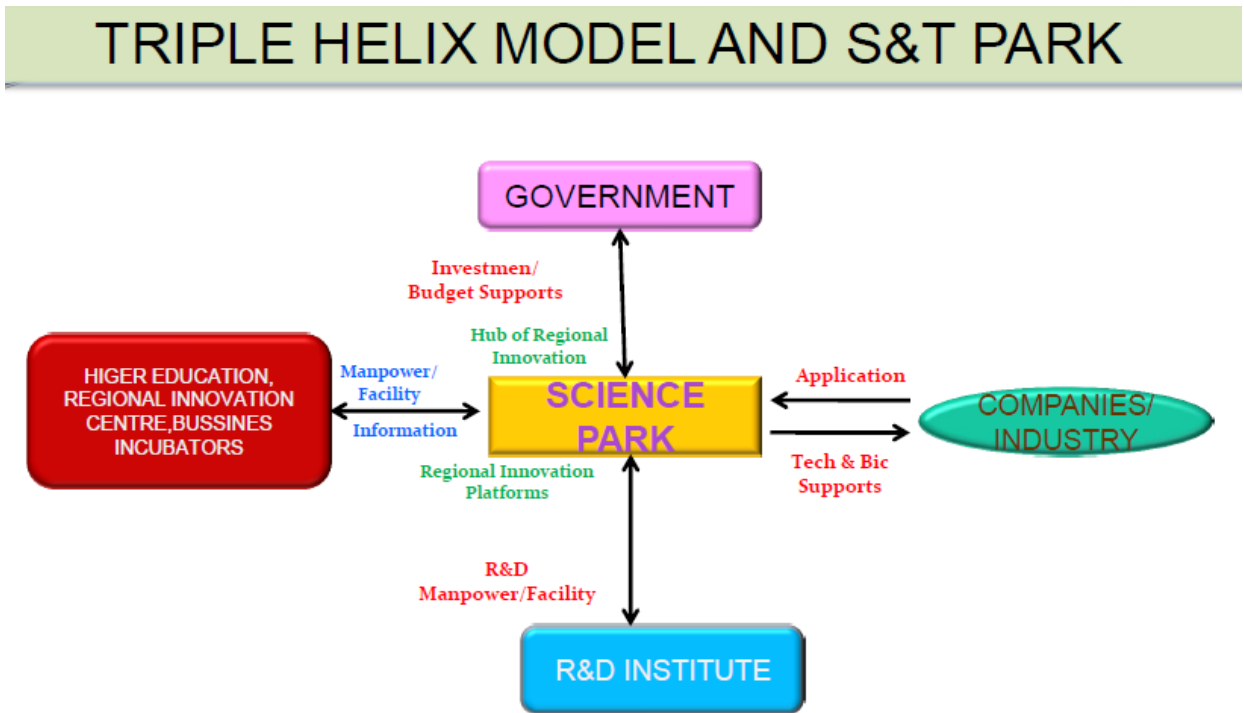 TRIPLE HELIX MODEL AND S&T PARK
GOVERNMENT
Investmen/
Budget Supports
Hub of Regional
Innovation
HIGER EDUCATION,
REGIONAL INNOVATION
CENTRE,BUSSINES
INCUBATORS
Manpower/
Facility
Information
SCIENCE
PARK
Application
COMPANIES/
INDUSTRY
Tech & Bic
Supports
Regional Innovation
Platforms
R&D
Manpower/Facility
R&D INSTITUTE